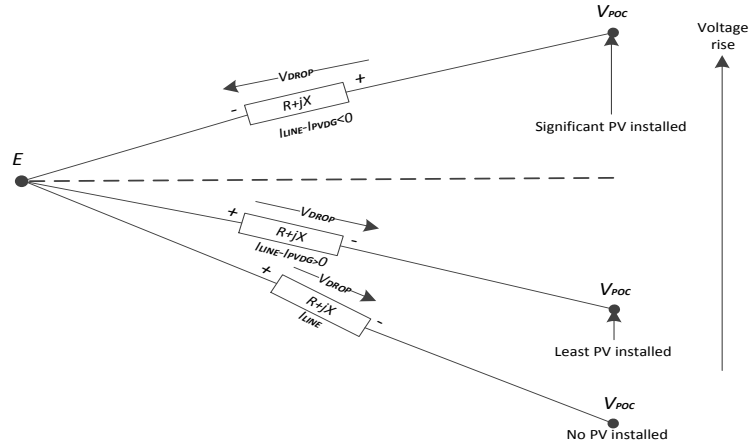 VPOC
Voltage
rise
VDROP
- +
R+jX
ILINE-IPVDG<0
Significant PV installed
E
VDROP
+ -
R+jX
ILINE-IPVDG>0
VPOC
VDROP
+ -
R+jX
ILINE
Least PV installed
VPOC
No PV installed